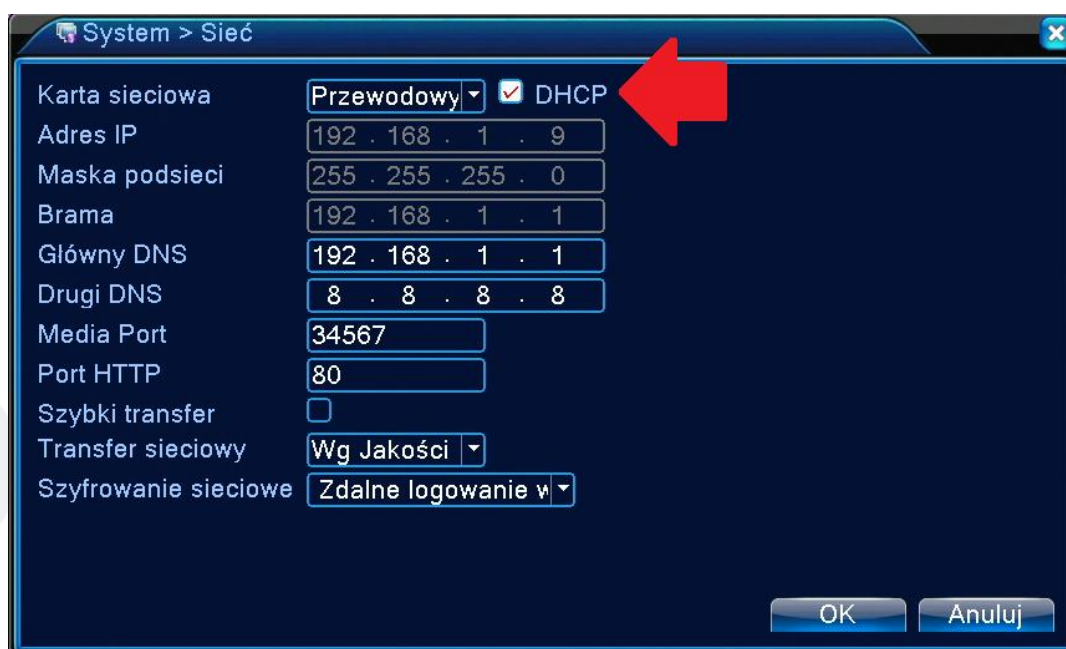 System > Sieć
Karta sieciowa Przewodowy DHCP
Adres IP 192 . 168 . 1 . 9
Maska podsieci 255 . 255 . 255 . 0
Brama 192 . 168 . 1 . 1
Główny DNS 192 . 168 . 1 . 1
Drugi DNS 8 . 8 . 8 . 8
Media Port 34567
Port HTTP 80
Szybki transfer
Transfer sieciowy Wg Jakości
Szyfrowanie sieciowe Zdalne logowanie w
OK Anuluj